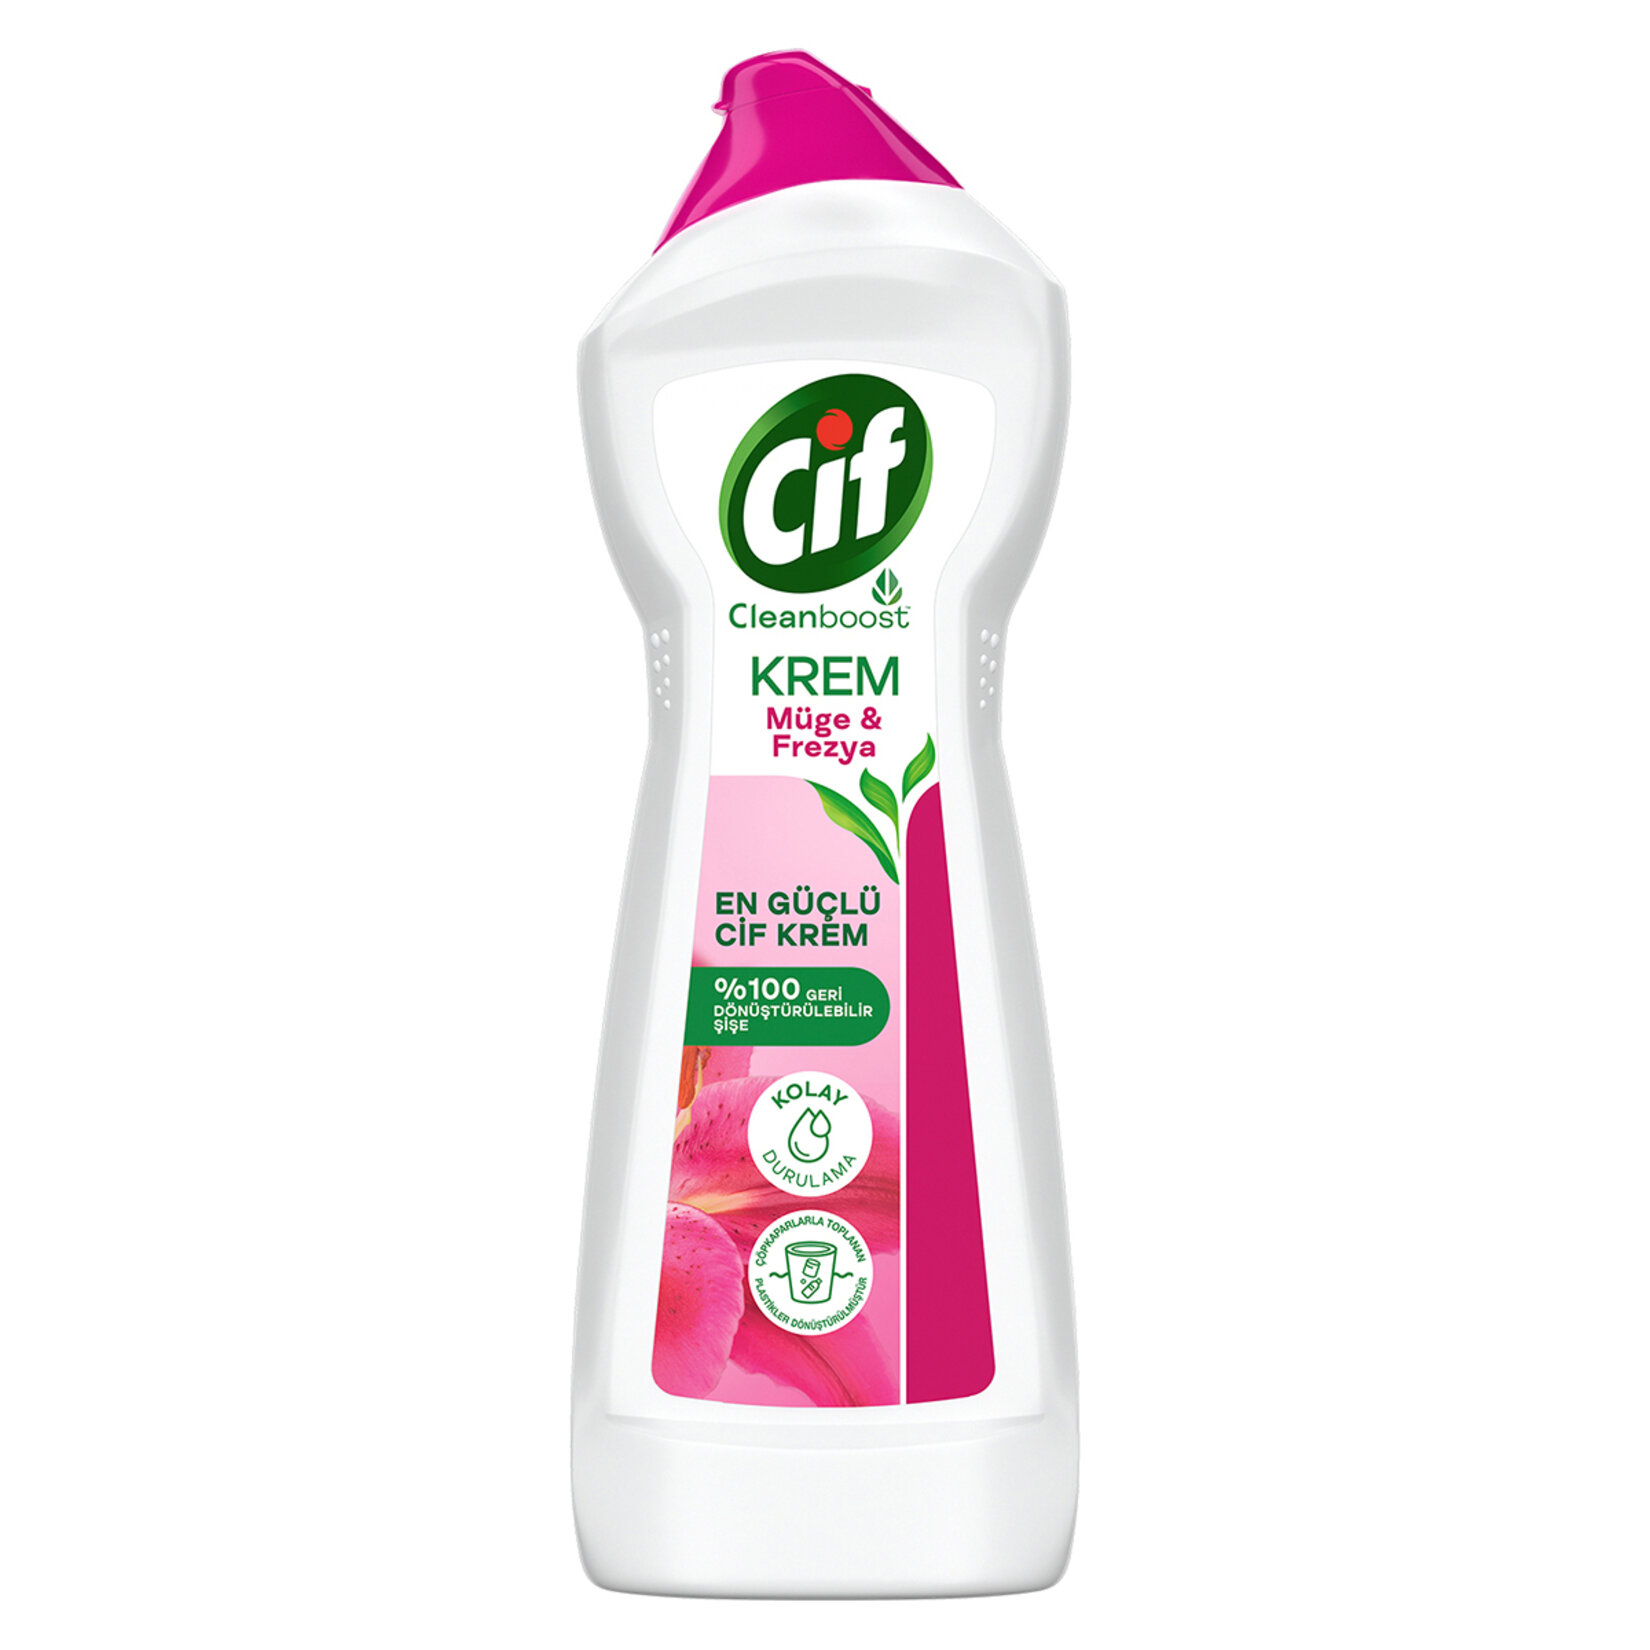 Cif
Cleanboost™
KREM
Müge &
Frezya
EN GÜÇLÜ
CİF KREM
%100 GERİ
DÖNÜŞTÜRÜLEBİLİR
ŞİŞE
KOLAY
DURULAMA
ÇÖPKAPARLARLA TOPLANAN
PLASTİKLER DÖNÜŞTÜRÜLMÜŞTÜR